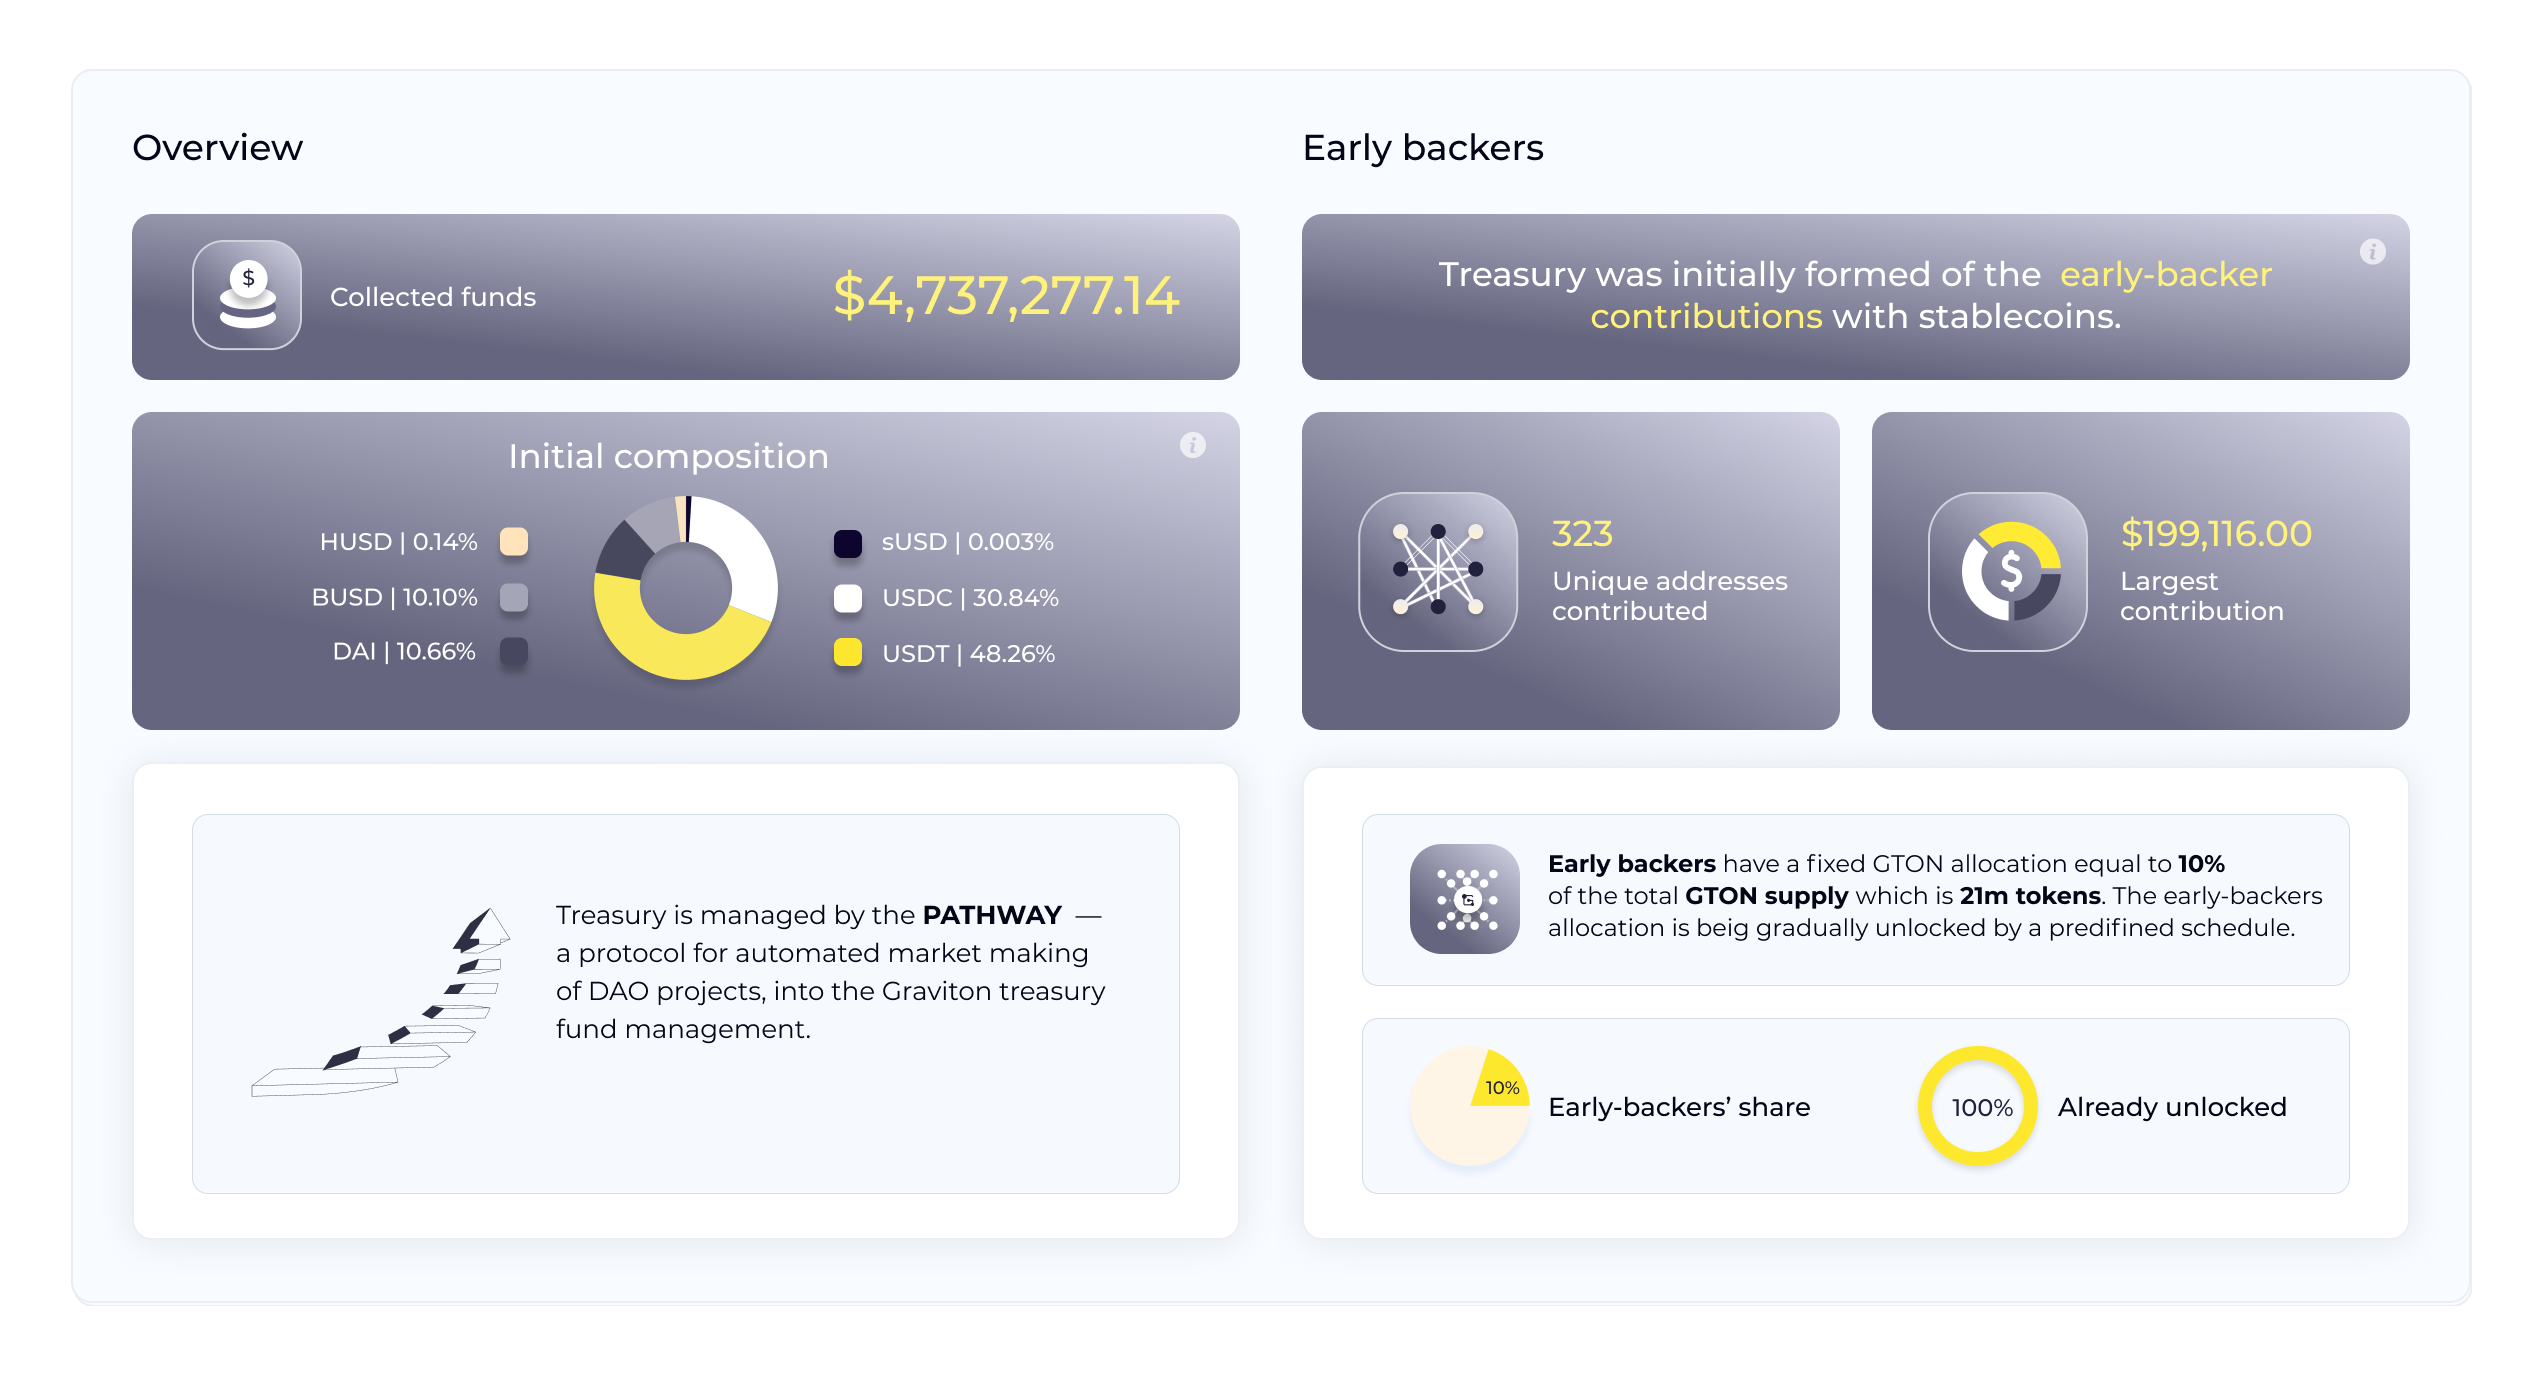 Overview
$
Collected funds
$4,737,277.14
Initial composition
i
HUSD | 0.14%
BUSD | 10.10%
DAI | 10.66%
sUSD | 0.003%
USDC | 30.84%
USDT | 48.26%
Treasury is managed by the PATHWAY —
a protocol for automated market making
of DAO projects, into the Graviton treasury
fund management.
Early backers
Treasury was initially formed of the early-backer
contributions with stablecoins.
i
323
Unique addresses
contributed
$
$199,116.00
Largest
contribution
Early backers have a fixed GTON allocation equal to 10%
of the total GTON supply which is 21m tokens. The early-backers
allocation is beig gradually unlocked by a predifined schedule.
10%
Early-backers’ share
100%
Already unlocked